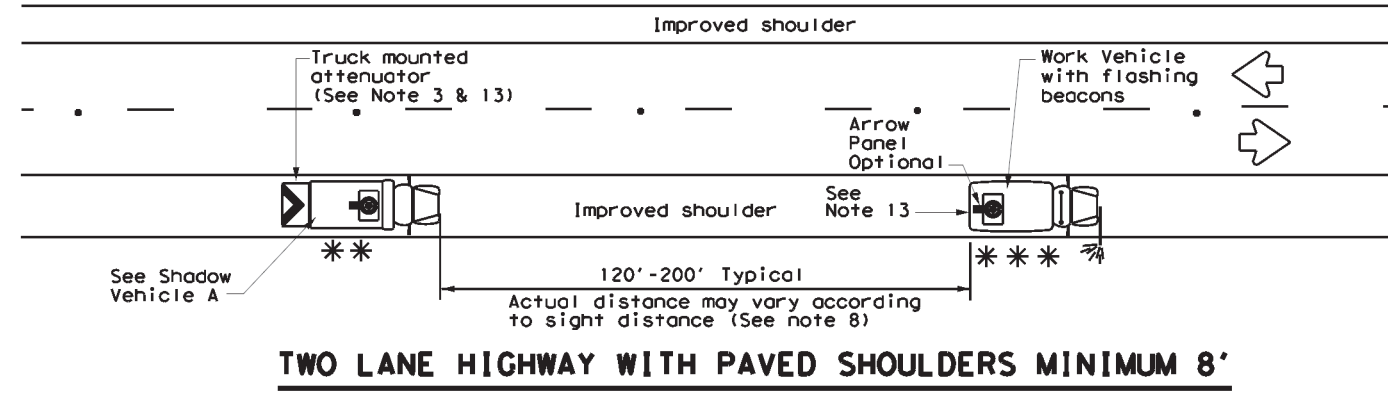 Improved shoulder
Truck mounted
attenuator
(See Note 3 & 13)
Work Vehicle
with flashing
beacons
Arrow
Panel
Optional
See
Note 13
Improved shoulder
See Shadow
Vehicle A
120'-200' Typical
Actual distance may vary according
to sight distance (See note 8)
TWO LANE HIGHWAY WITH PAVED SHOULDERS MINIMUM 8'